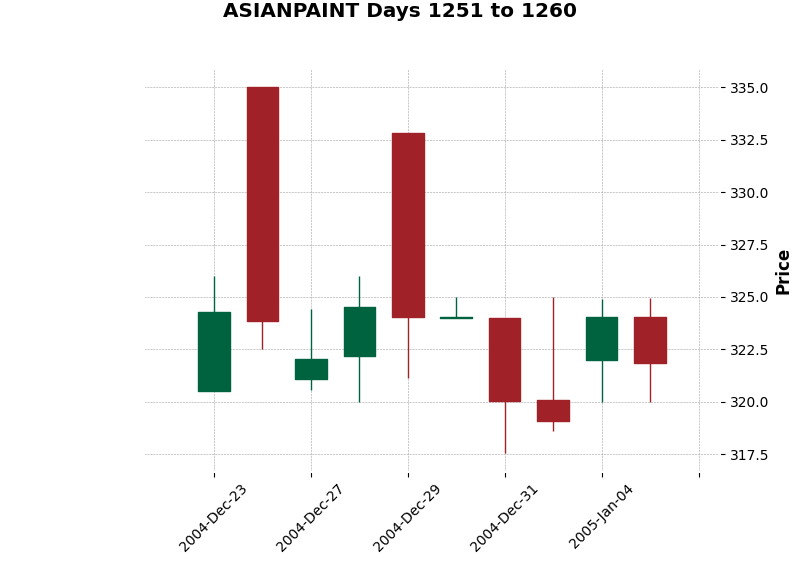 ASIANPAINT Days 1251 to 1260
335.0
332.5
330.0
327.5
325.0
322.5
320.0
317.5
Price
2004-Dec-23
2004-Dec-27
2004-Dec-29
2004-Dec-31
2005-Jan-04